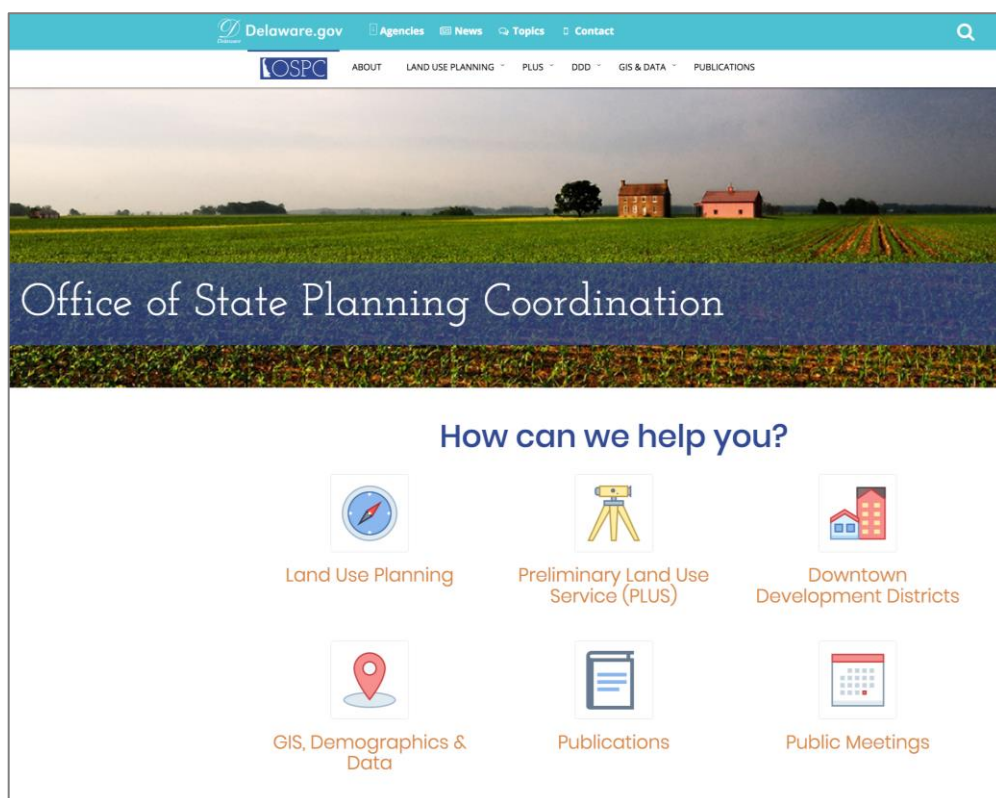 Delaware.gov Agencies News Topics Contact
OSPC ABOUT LAND USE PLANNING PLUS DDD GIS & DATA PUBLICATIONS
Office of State Planning Coordination
How can we help you?
Land Use Planning
Preliminary Land Use
Service (PLUS)
Downtown
Development Districts
GIS, Demographics &
Data
Publications
Public Meetings